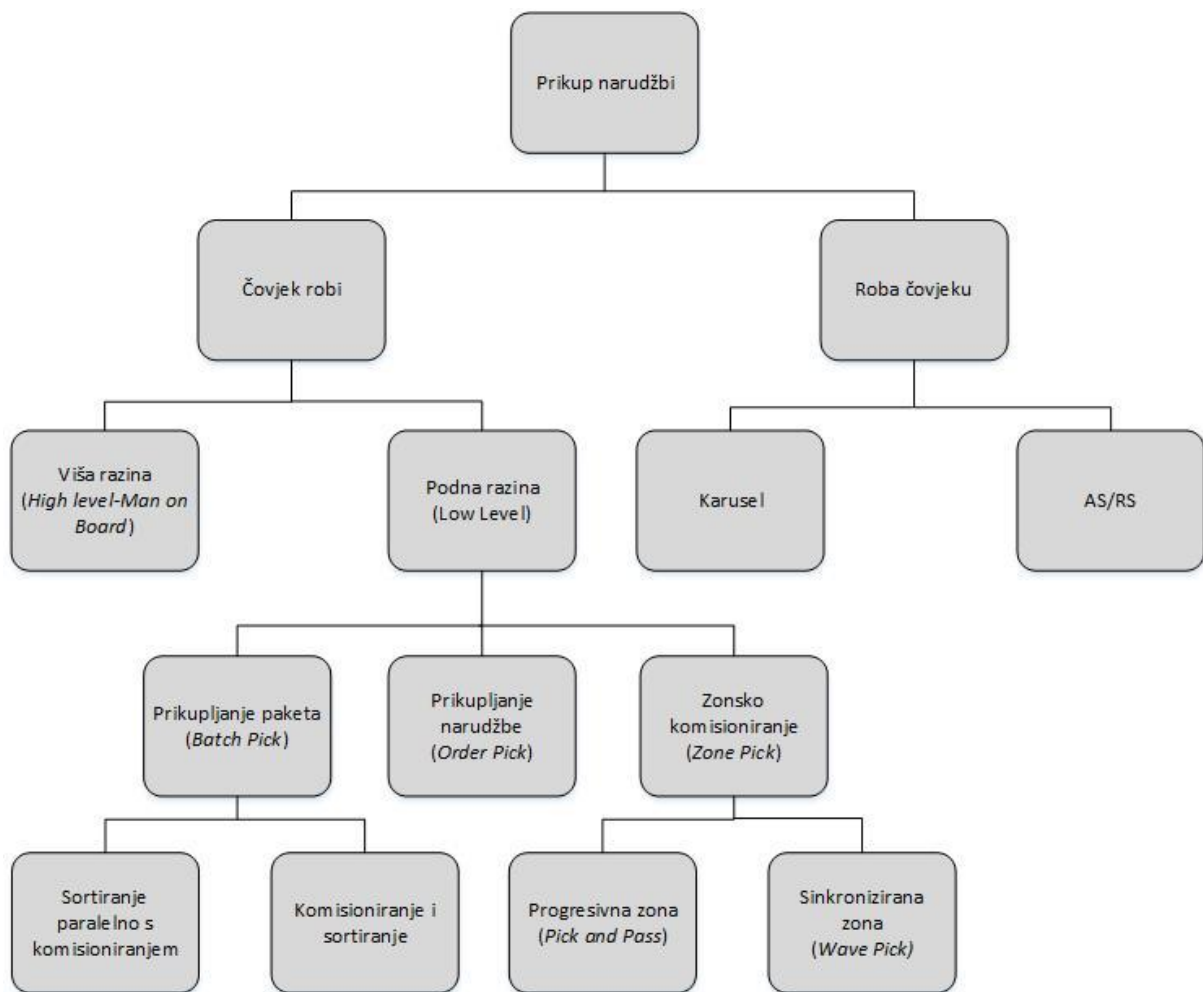 Prikup narudžbi
Čovjek robi
Roba čovjeku
Viša razina
(High level-Man on
Board)
Podna razina
(Low Level)
Karusel
AS/RS
Prikupljanje paketa
(Batch Pick)
Prikupljanje
narudžbe
(Order Pick)
Zonsko
komisioniranje
(Zone Pick)
Sortiranje
paralelno s
komisioniranjem
Komisioniranje i
sortiranje
Progresivna zona
(Pick and Pass)
Sinkronizirana
zona
(Wave Pick)